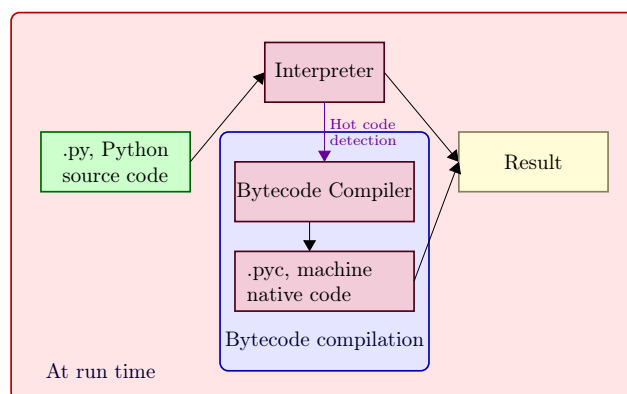 Interpreter
Hot code
detection
.py, Python
source code
Result
Bytecode Compiler
.pyc, machine
native code
Bytecode compilation
At run time